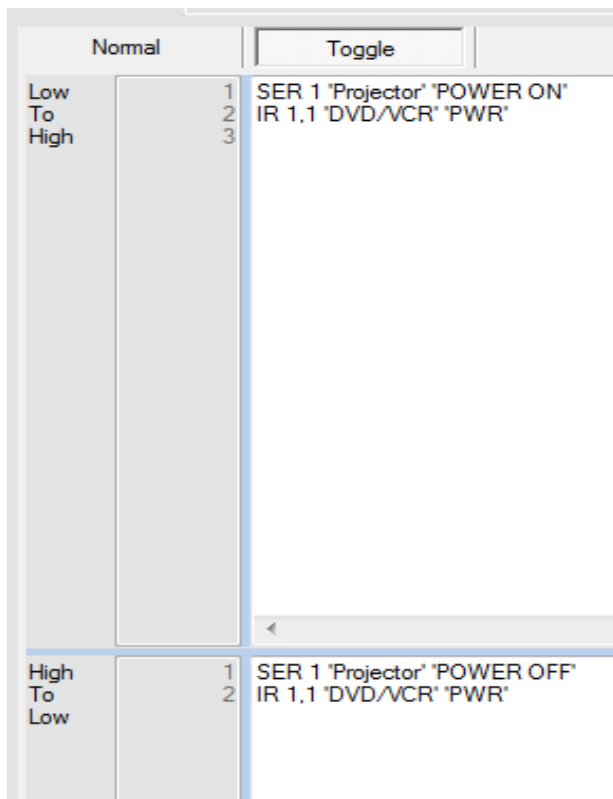 Normal Toggle
Low 1 SER 1 "Projector" "POWER ON"
To 2 IR 1,1 "DVD/VCR" "PWR"
High 3
High 1 SER 1 "Projector" "POWER OFF"
To 2 IR 1,1 "DVD/VCR" "PWR"
Low